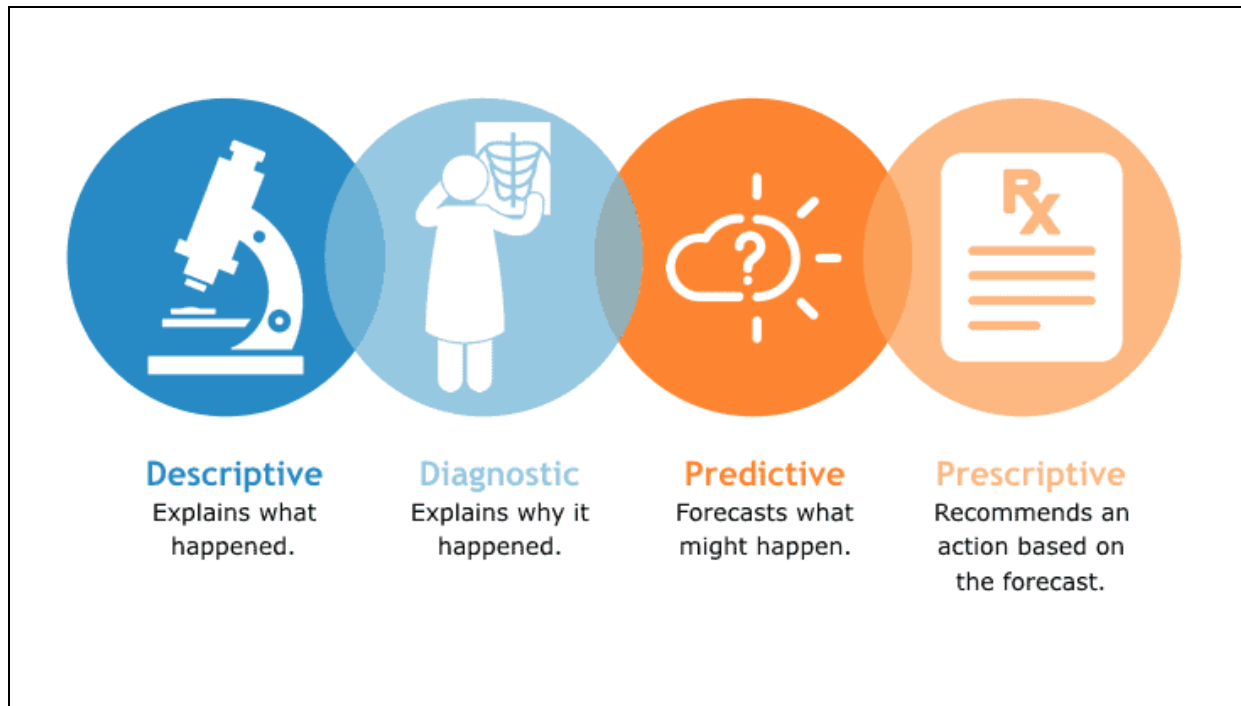 ?
Rx
Descriptive
Explains what
happened.
Diagnostic
Explains why it
happened.
Predictive
Forecasts what
might happen.
Prescriptive
Recommends an
action based on
the forecast.